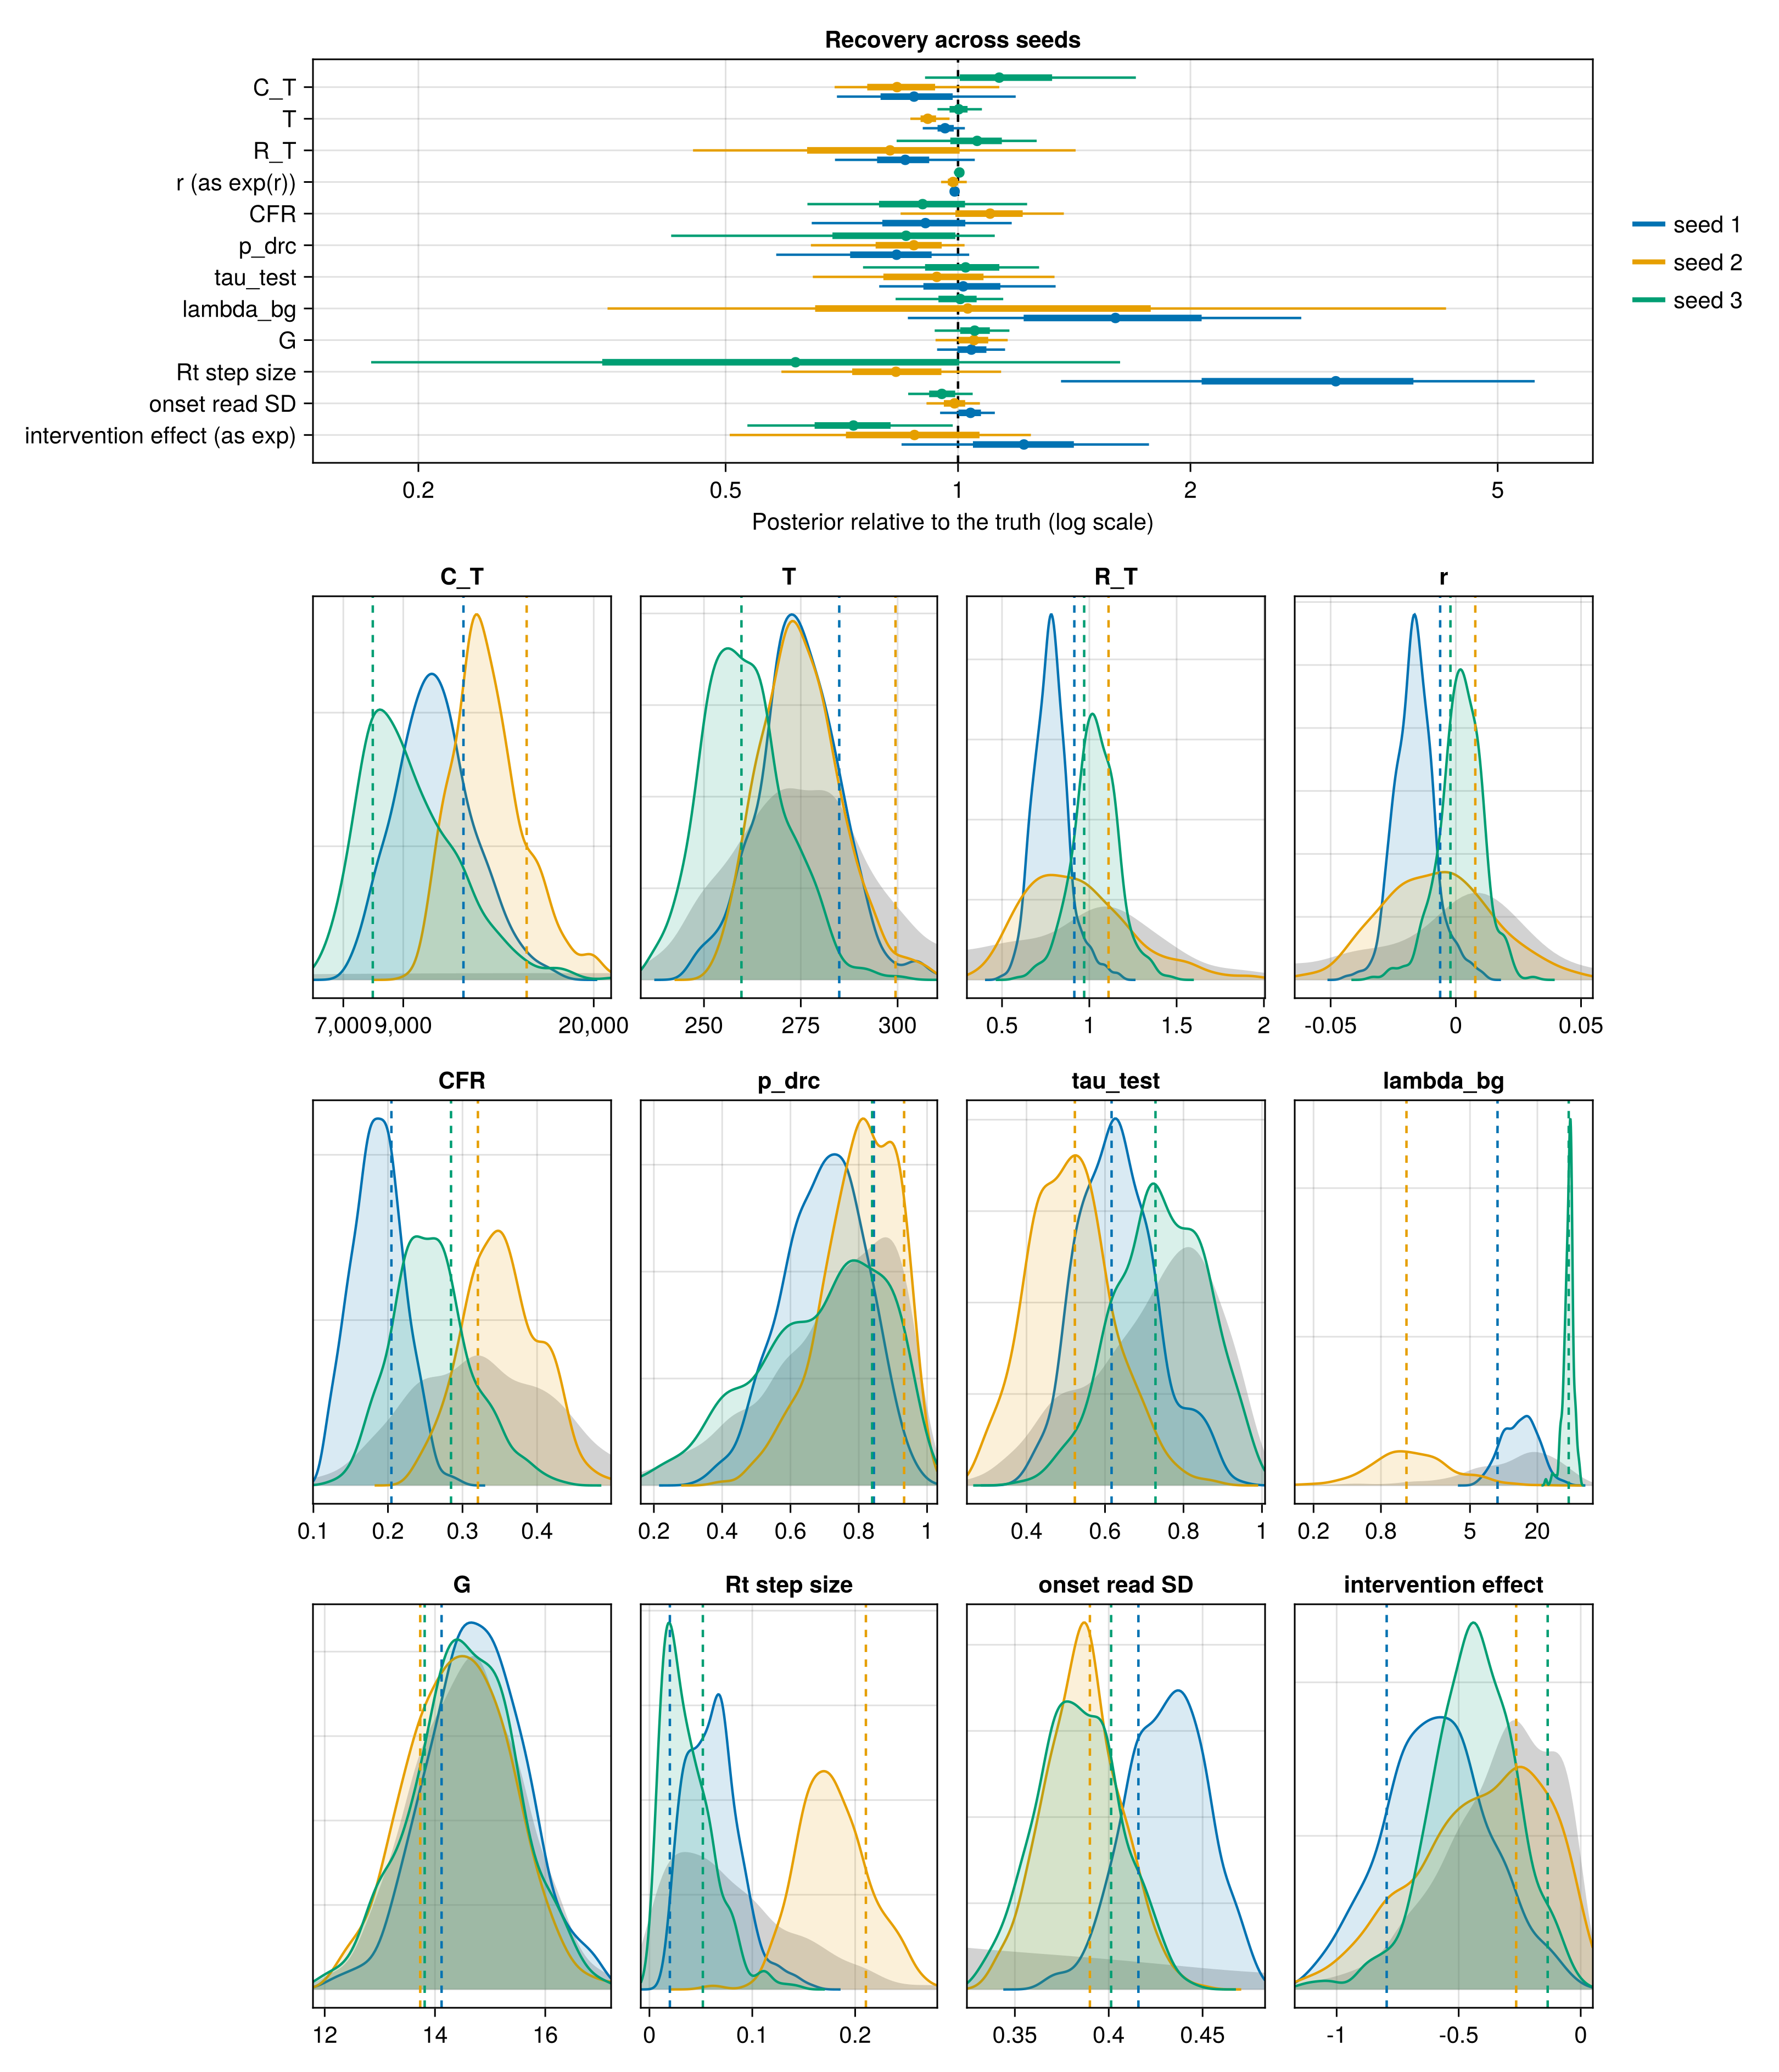 Recovery across seeds
C_T
T
R_T
r (as exp(r))
CFR
p_drc
tau_test
lambda_bg
G
Rt step size
onset read SD
intervention effect (as exp)
0.2 0.5 1 2 5
Posterior relative to the truth (log scale)
seed 1
seed 2
seed 3
C_T T R_T r
7,000 9,000 20,000 250 275 300 0.5 1 1.5 2 -0.05 0 0.05
CFR p_drc tau_test lambda_bg
0.1 0.2 0.3 0.4 0.2 0.4 0.6 0.8 1 0.4 0.6 0.8 1 0.2 0.8 5 20
G Rt step size onset read SD intervention effect
12 14 16 0 0.1 0.2 0.35 0.4 0.45 -1 -0.5 0